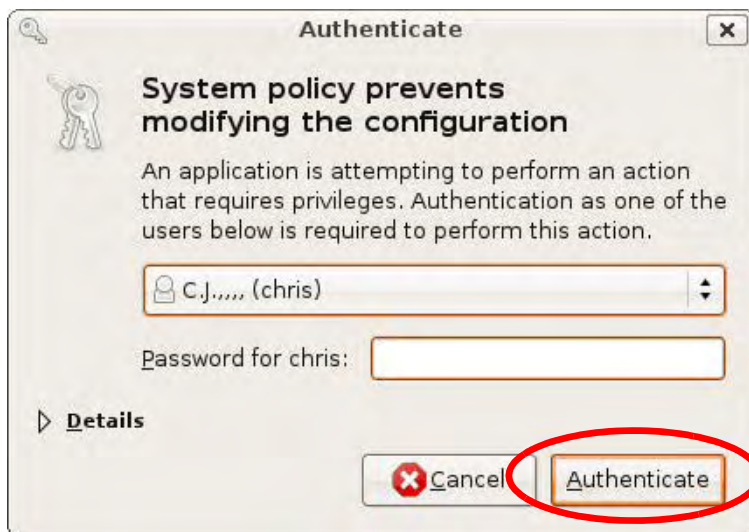 Authenticate
System policy prevents
modifying the configuration
An application is attempting to perform an action
that requires privileges. Authentication as one of the
users below is required to perform this action.
C.J.,,,,, (chris)
Password for chris:
Details
Cancel Authenticate